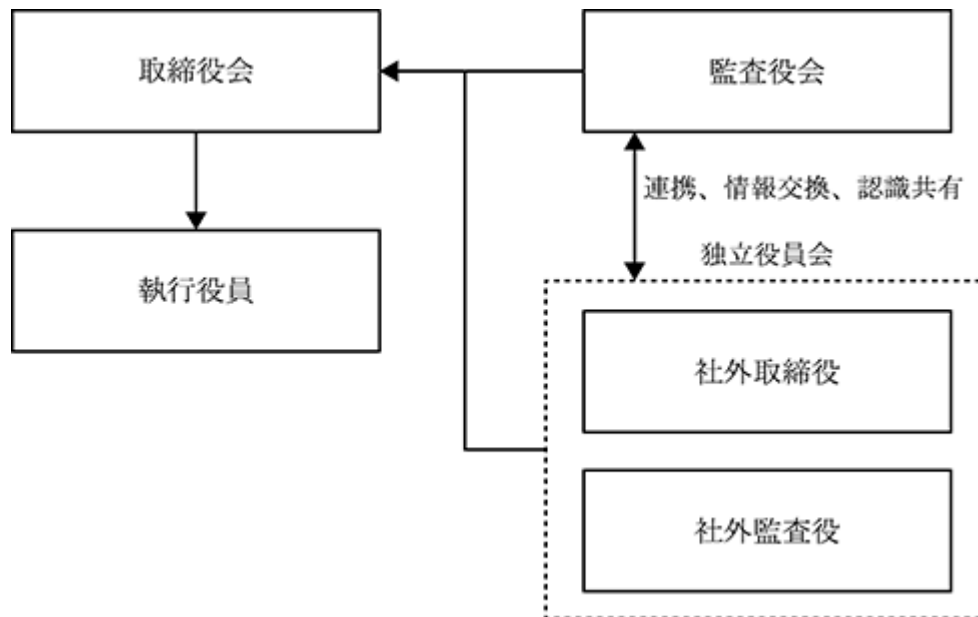 取締役会
監査役会
連携、情報交換、認識共有
独立役員会
執行役員
社外取締役
社外監査役